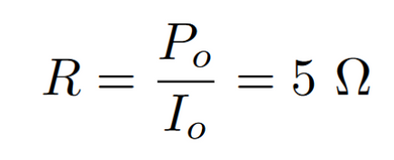 R = P_o / I_o = 5 Ω